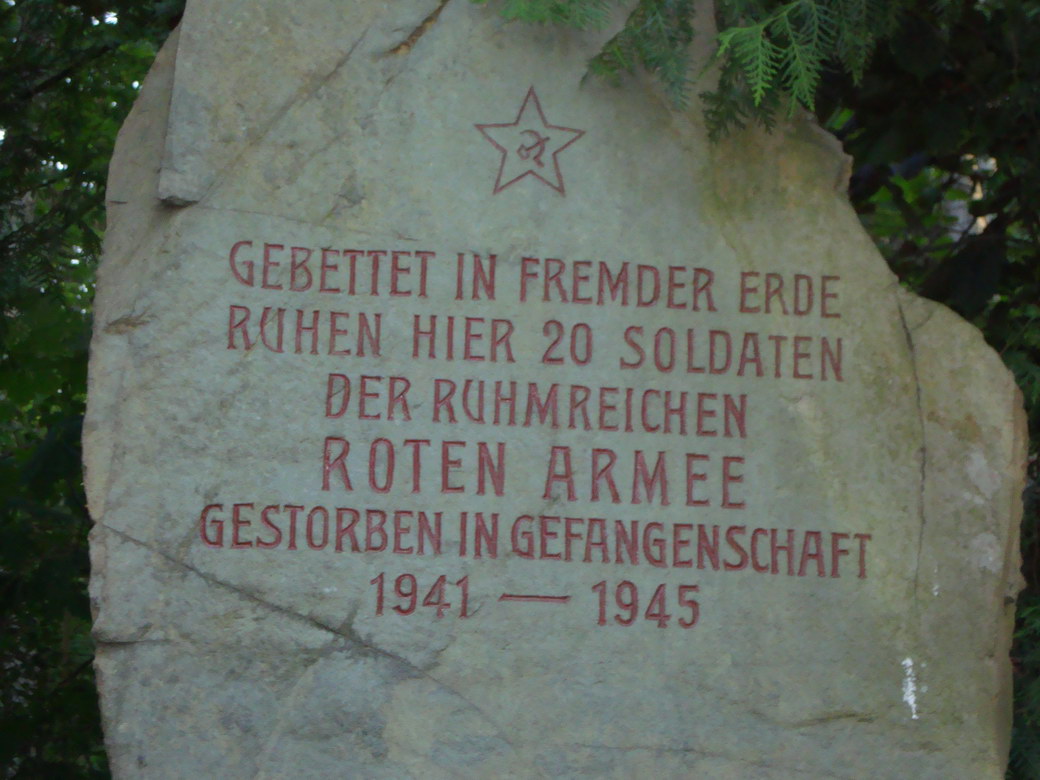 GEBETTET IN FREMDER ERDE
RUHEN HIER 20 SOLDATEN
DER RUHMREICHEN
ROTEN ARMEE
GESTORBEN IN GEFANGENSCHAFT
1941 — 1945